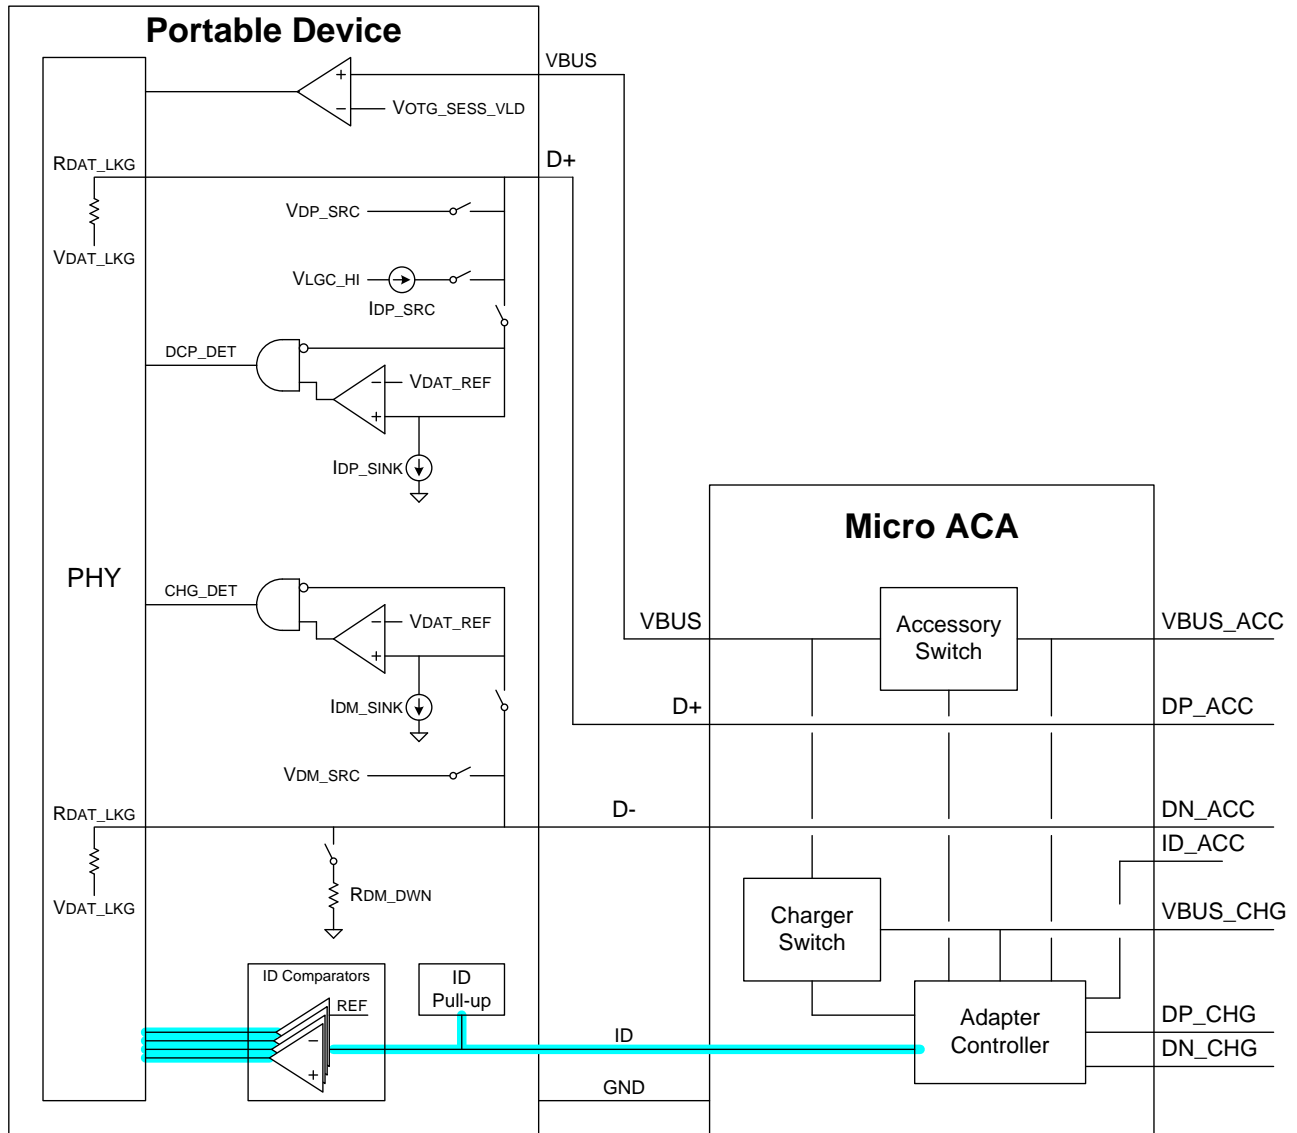 Portable Device
VBUS
+
−
VOTG_SESS_VLD
RDAT_LKG
D+
VDP_SRC
VDAT_LKG
VLGC_HI
IDP_SRC
DCP_DET
−
VDAT_REF
+
IDP_SINK
Micro ACA
PHY
CHG_DET
−
VDAT_REF
+
VBUS
Accessory
Switch
VBUS_ACC
IDM_SINK
D+
DP_ACC
VDM_SRC
RDAT_LKG
D-
DN_ACC
ID_ACC
RDM_DWN
VDAT_LKG
Charger
Switch
VBUS_CHG
ID Comparators
REF
ID
Pull-up
−
+
ID
Adapter
Controller
DP_CHG
DN_CHG
GND